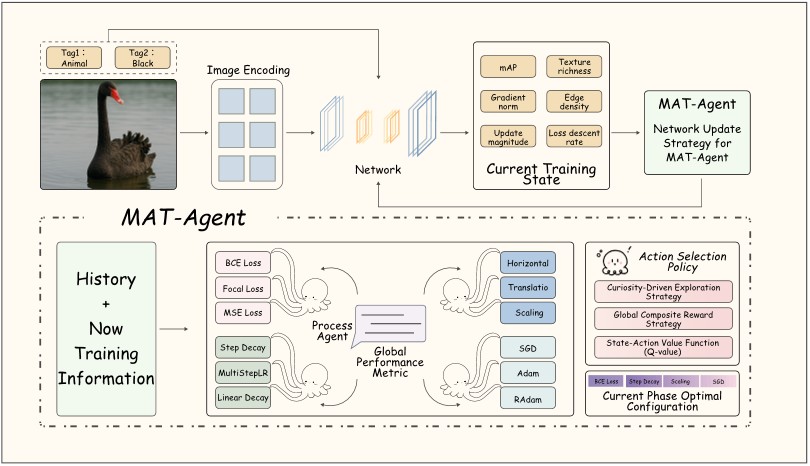 Tag1：
Animal
Tag2：
Black
Image Encoding
Network
mAP
Texture
richness
Gradient
norm
Edge
density
Update
magnitude
Loss descent
rate
Current Training
State
MAT-Agent
Network Update
Strategy for
MAT-Agent
MAT-Agent
History
+
Now
Training
Information
BCE Loss
Focal Loss
MSE Loss
Step Decay
MultiStepLR
Linear Decay
Process
Agent
Global
Performance
Metric
Horizontal
Translatio
Scaling
SGD
Adam
RAdam
Action Selection
Policy
Curiosity-Driven Exploration
Strategy
Global Composite Reward
Strategy
State-Action Value Function
(Q-value)
BCE Loss
Step Decay
Scaling
SGD
Current Phase Optimal
Configuration